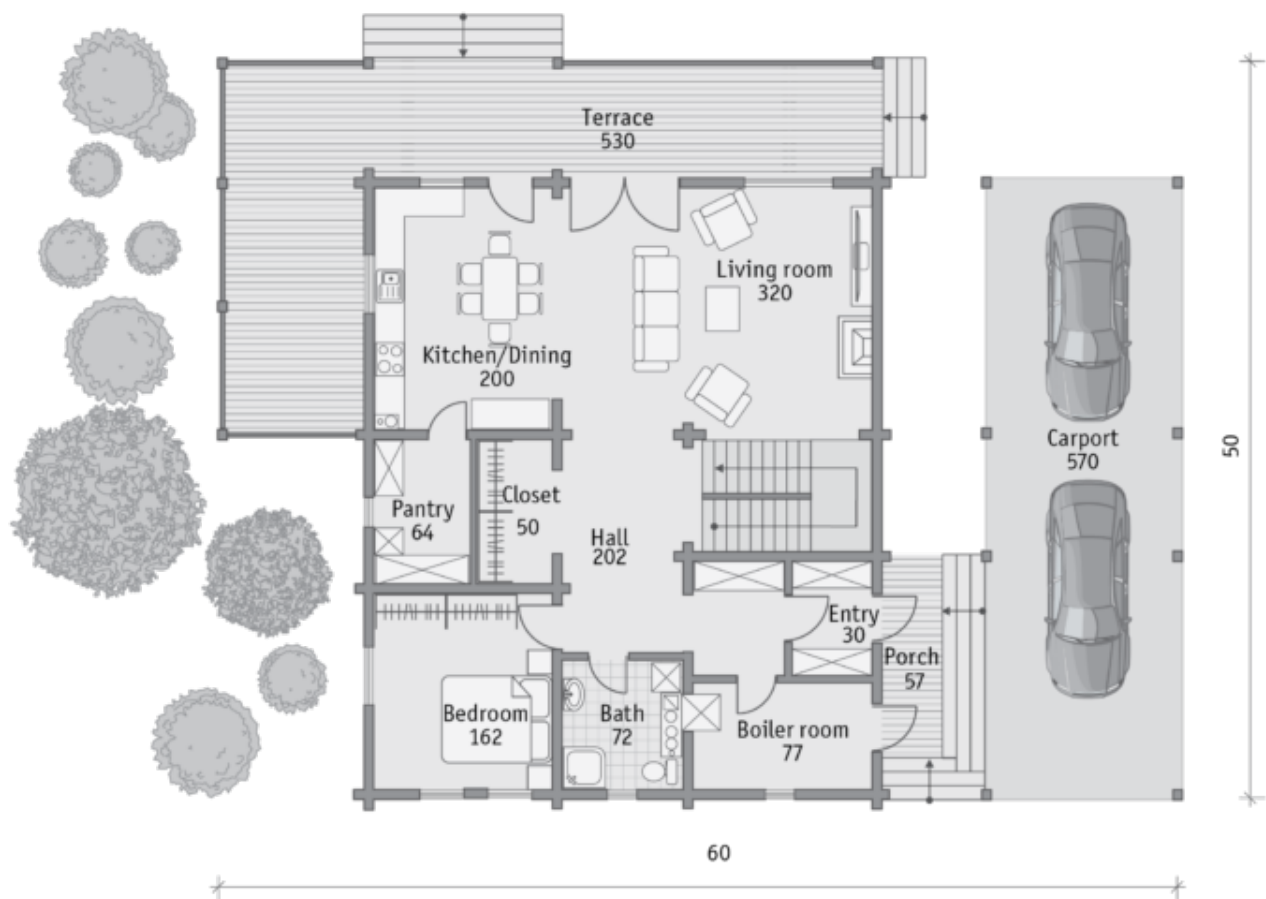 Terrace
530
Living room
320
Kitchen/Dining
200
Carport
570
50
Closet
50
Pantry
64
Hall
202
Entry
30
Porch
57
Bedroom
162
Bath
72
Boiler room
77
60